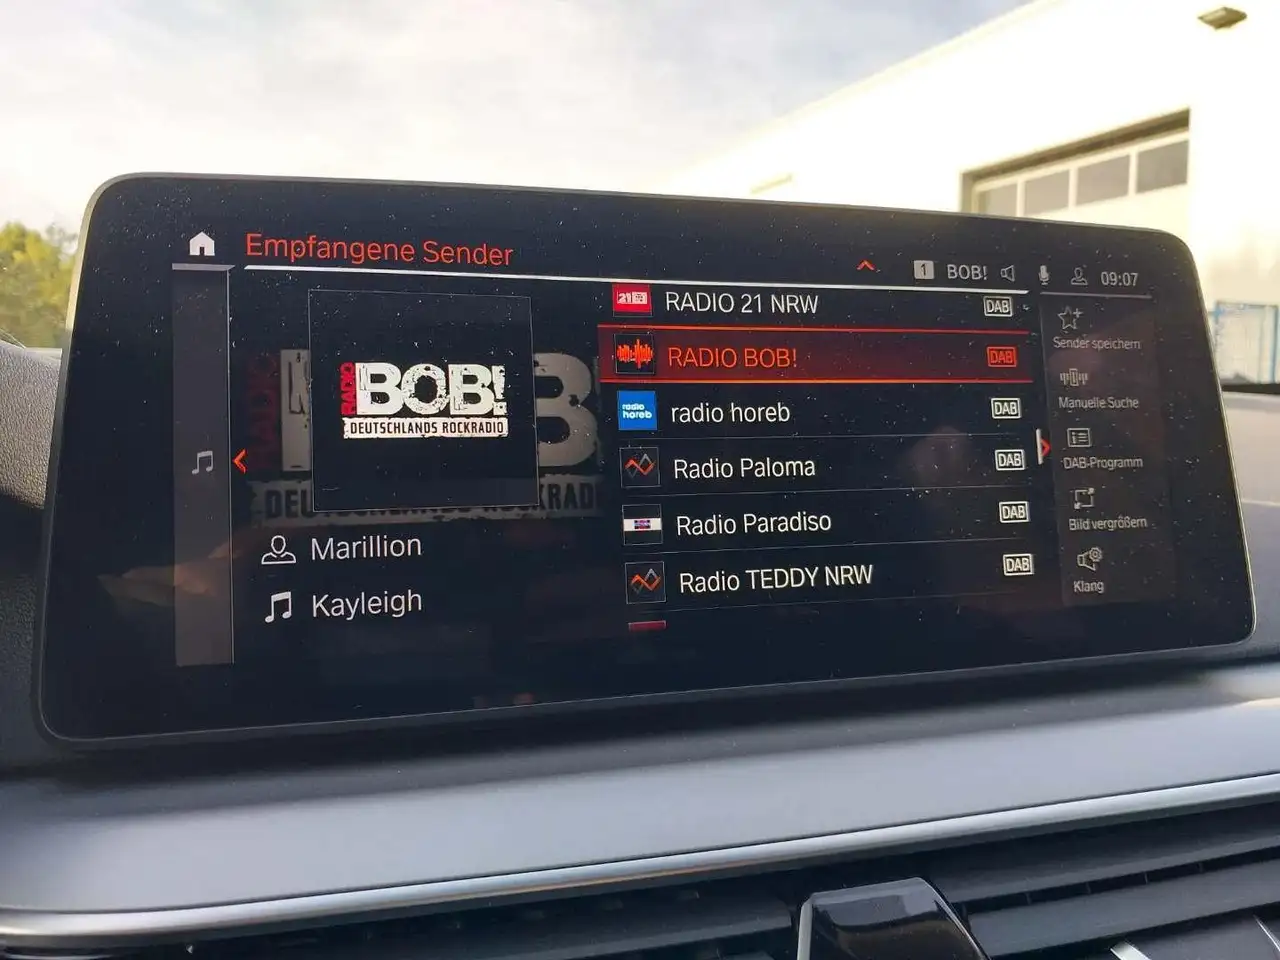 Empfangene Sender
1 BOB! 09:07
RADIO
BOB!
DEUTSCHLANDS ROCKRADIO
Marillion
Kayleigh
RADIO 21 NRW DAB
RADIO BOB! DAB
radio horeb
radio horeb DAB
Radio Paloma DAB
Radio Paradiso DAB
Radio TEDDY NRW DAB
Sender speichern
Manuelle Suche
DAB-Programm
Bild vergrößern
Klang